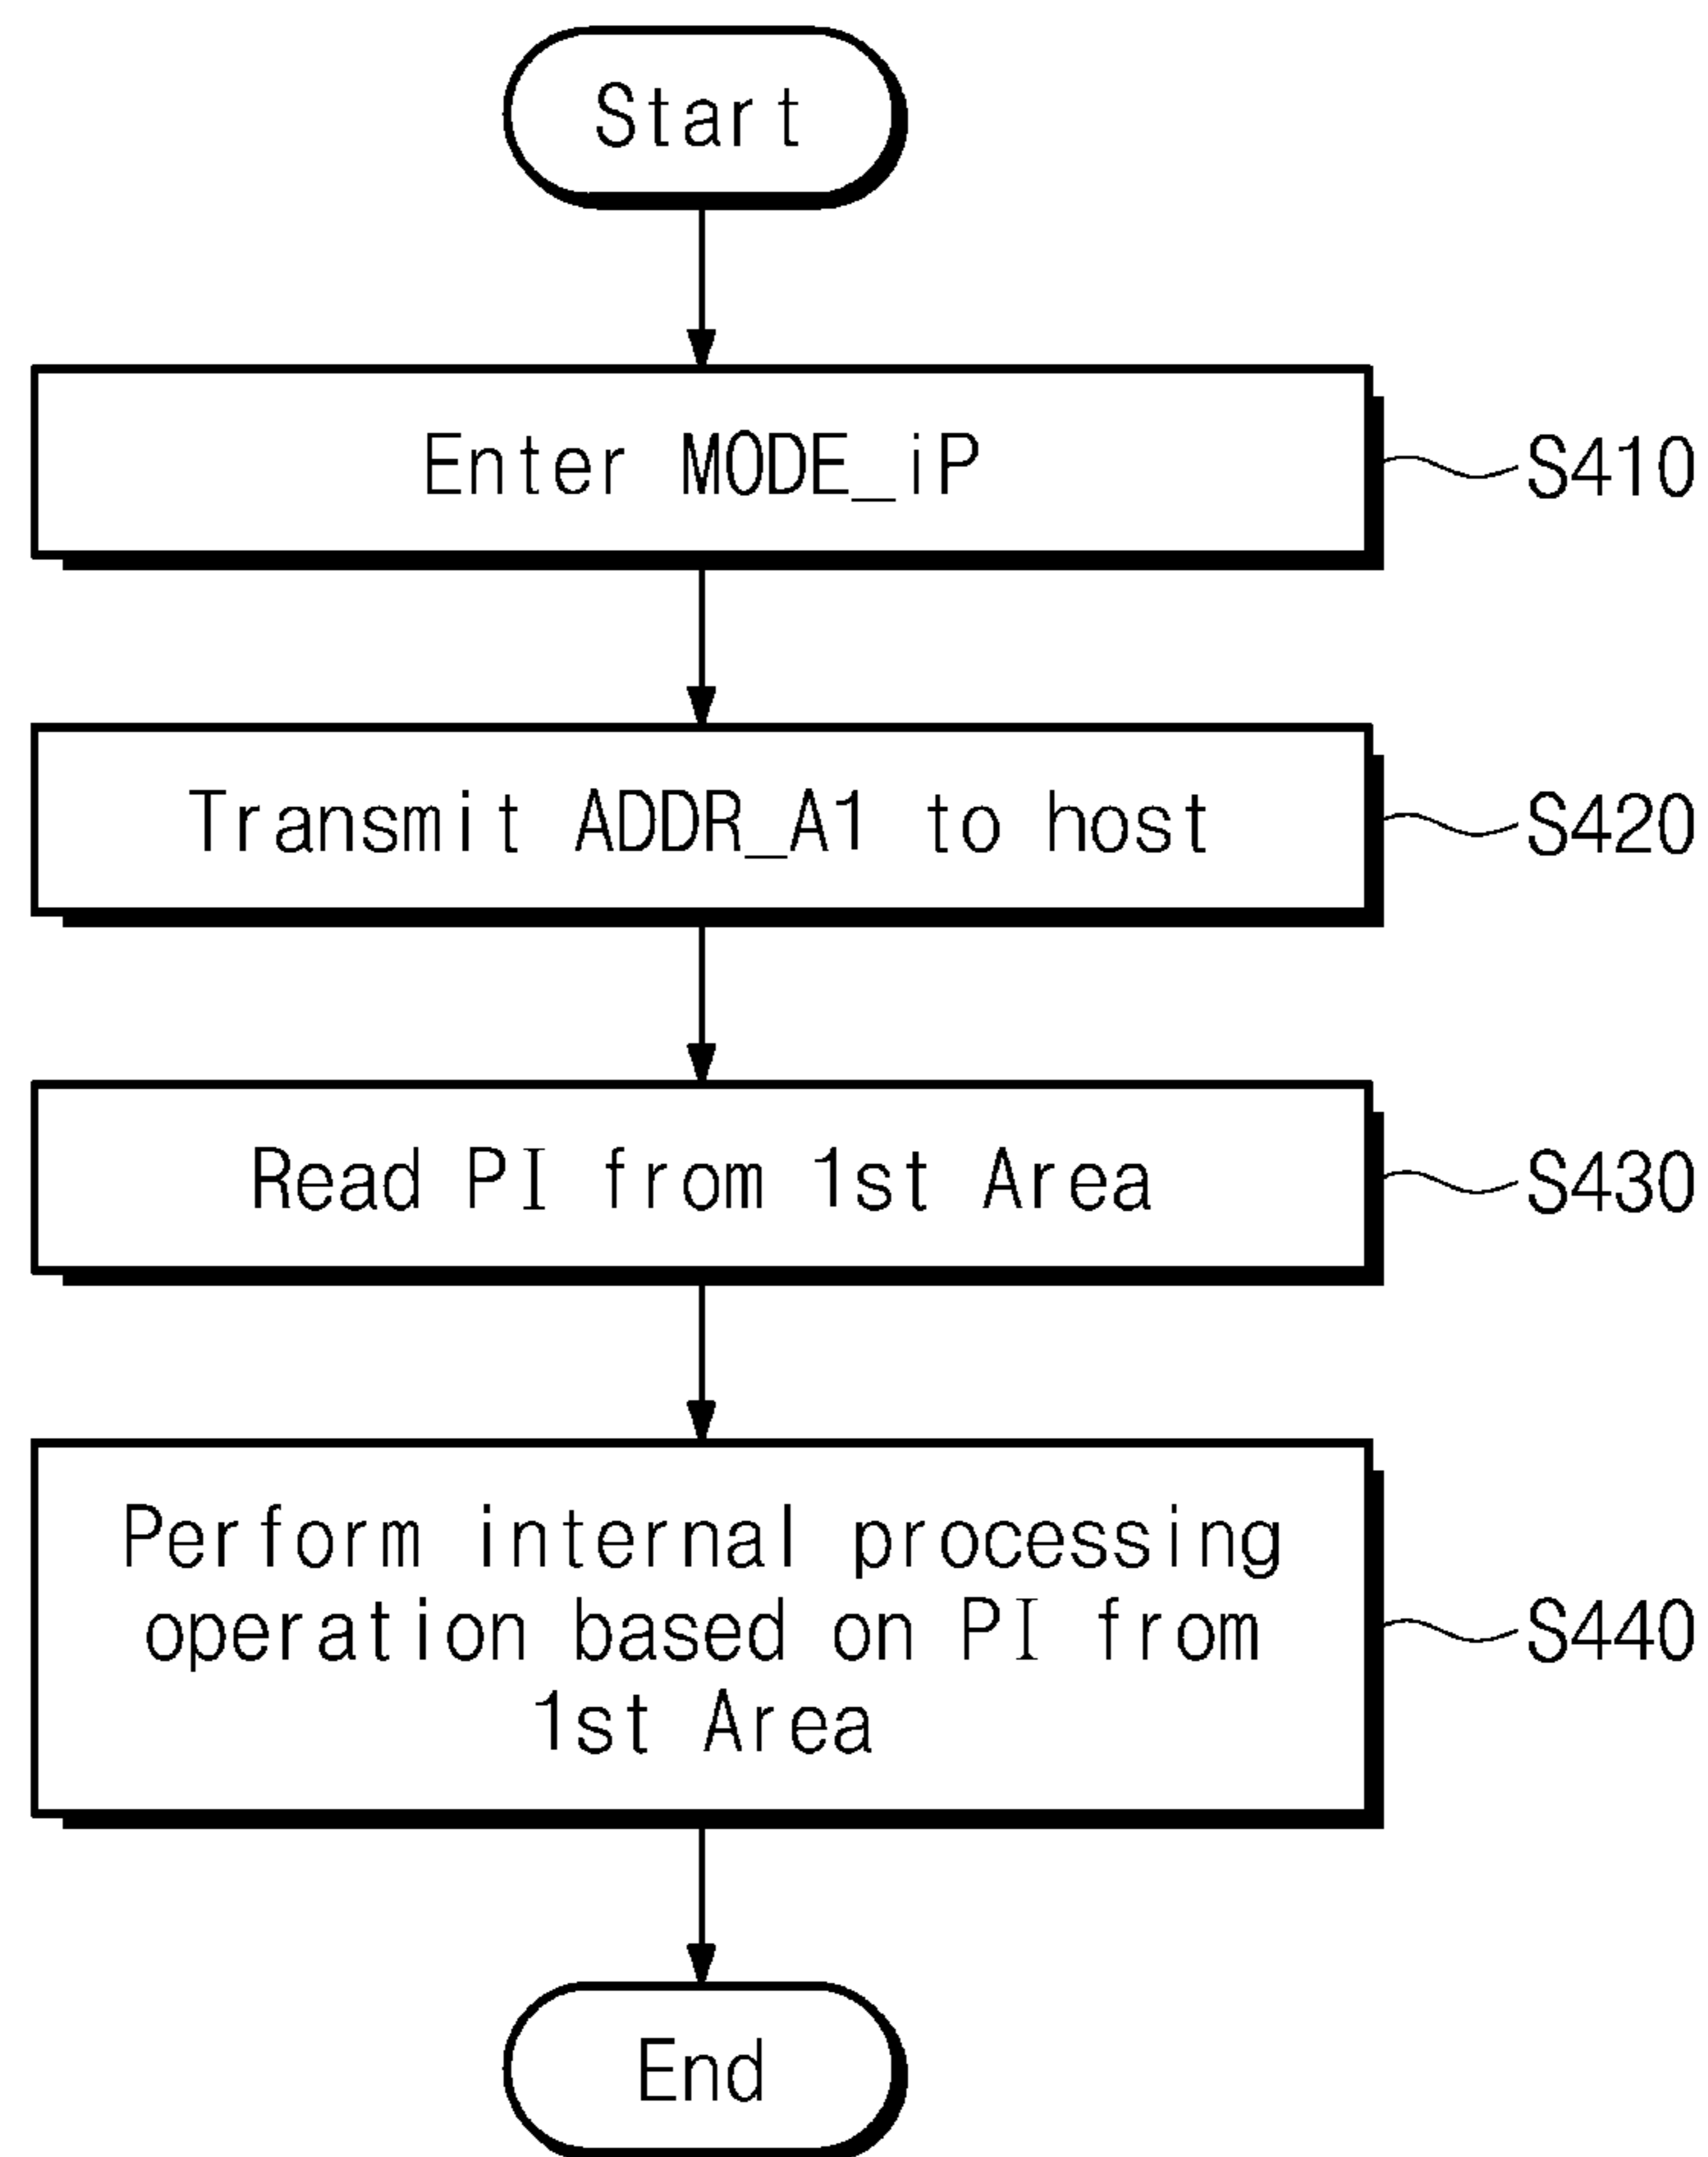 Start
Enter MODE_iP
S410
Transmit ADDR_A1 to host
S420
Read PI from 1st Area
S430
Perform internal processing
operation based on PI from
1st Area
S440
End